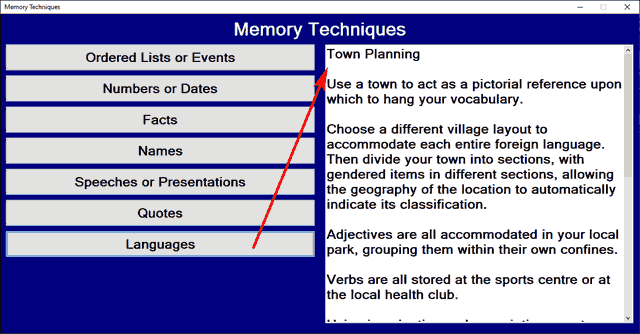 Memory Techniques
Memory Techniques
Ordered Lists or Events
Numbers or Dates
Facts
Names
Speeches or Presentations
Quotes
Languages
Town Planning
Use a town to act as a pictorial reference upon
which to hang your vocabulary.
Choose a different village layout to
accommodate each entire foreign language.
Then divide your town into sections, with
gendered items in different sections, allowing
the geography of the location to automatically
indicate its classification.
Adjectives are all accommodated in your local
park, grouping them within their own confines.
Verbs are all stored at the sports centre or at
the local health club.